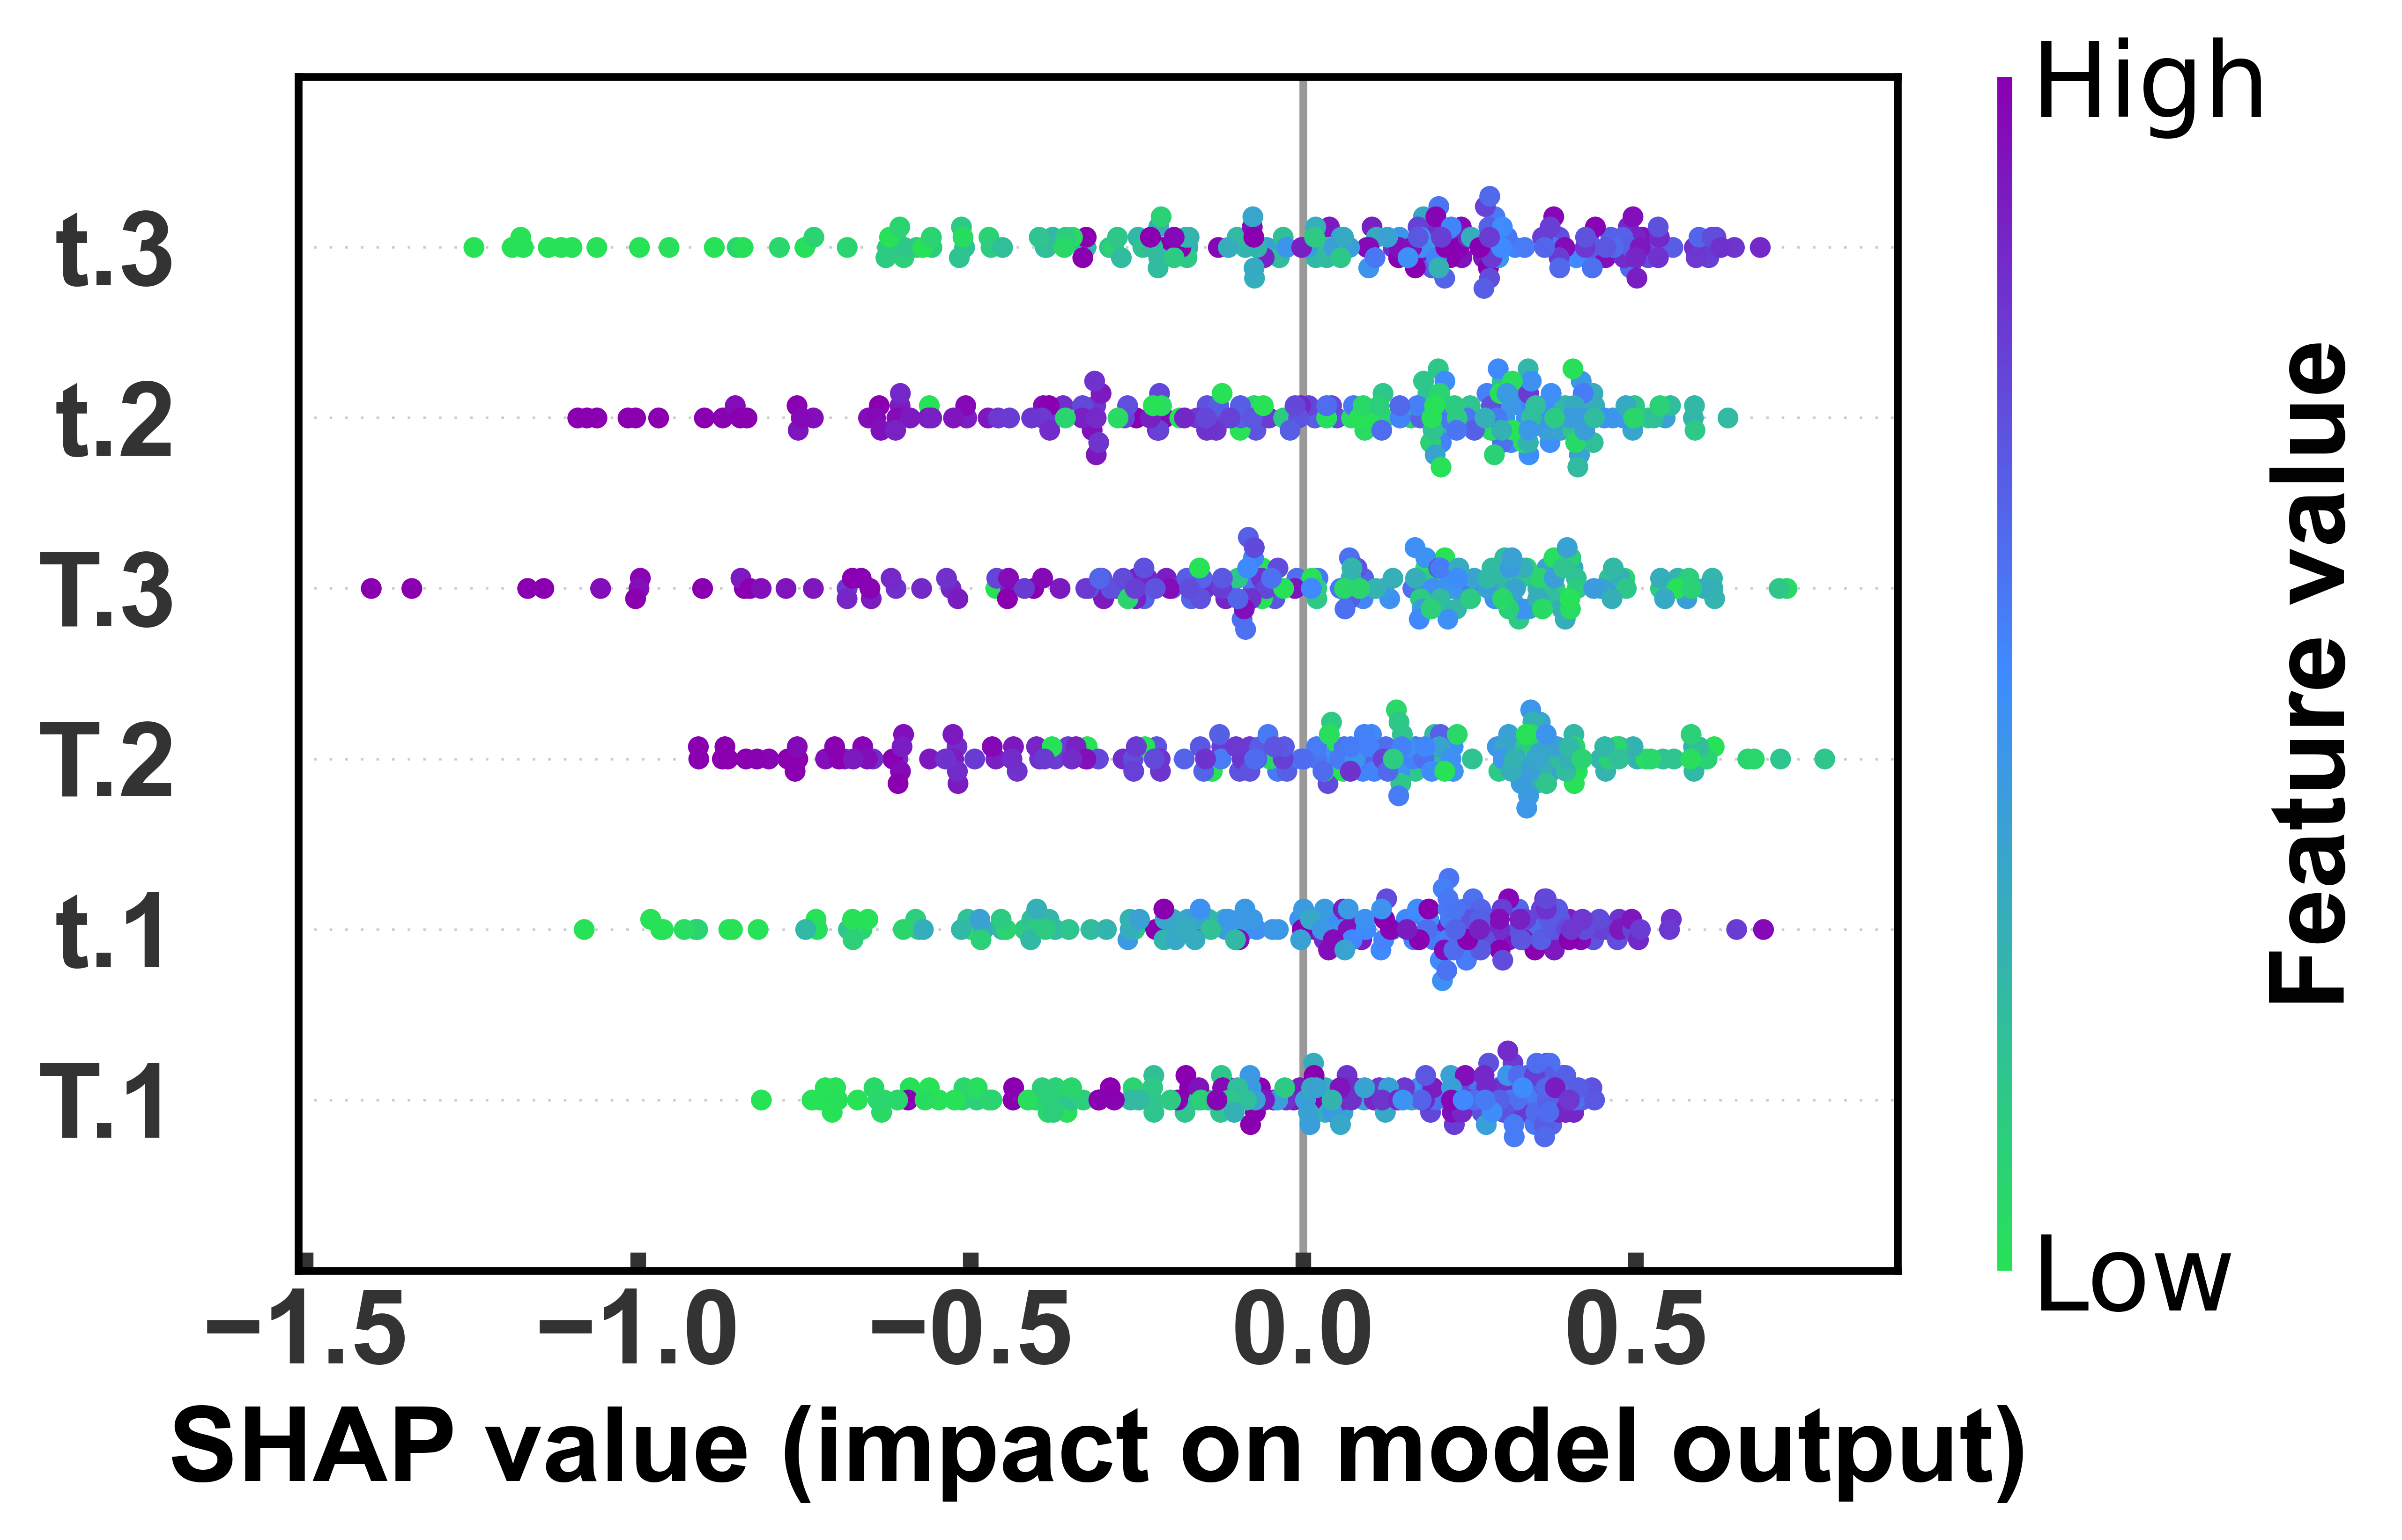 High
t.3
t.2
T.3
T.2
t.1
T.1
Low
Feature value
−1.5 −1.0 −0.5 0.0 0.5
SHAP value (impact on model output)